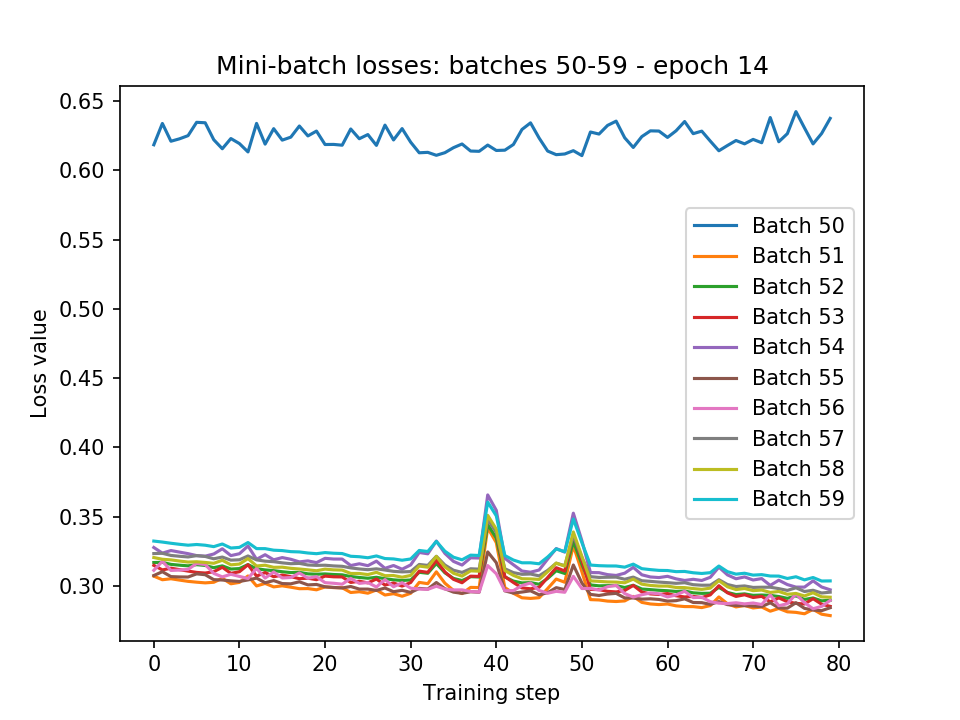 Mini-batch losses: batches 50-59 - epoch 14
0.65
0.60
0.55
0.50
0.45
0.40
0.35
0.30
Loss value
Batch 50
Batch 51
Batch 52
Batch 53
Batch 54
Batch 55
Batch 56
Batch 57
Batch 58
Batch 59
0 10 20 30 40 50 60 70 80
Training step